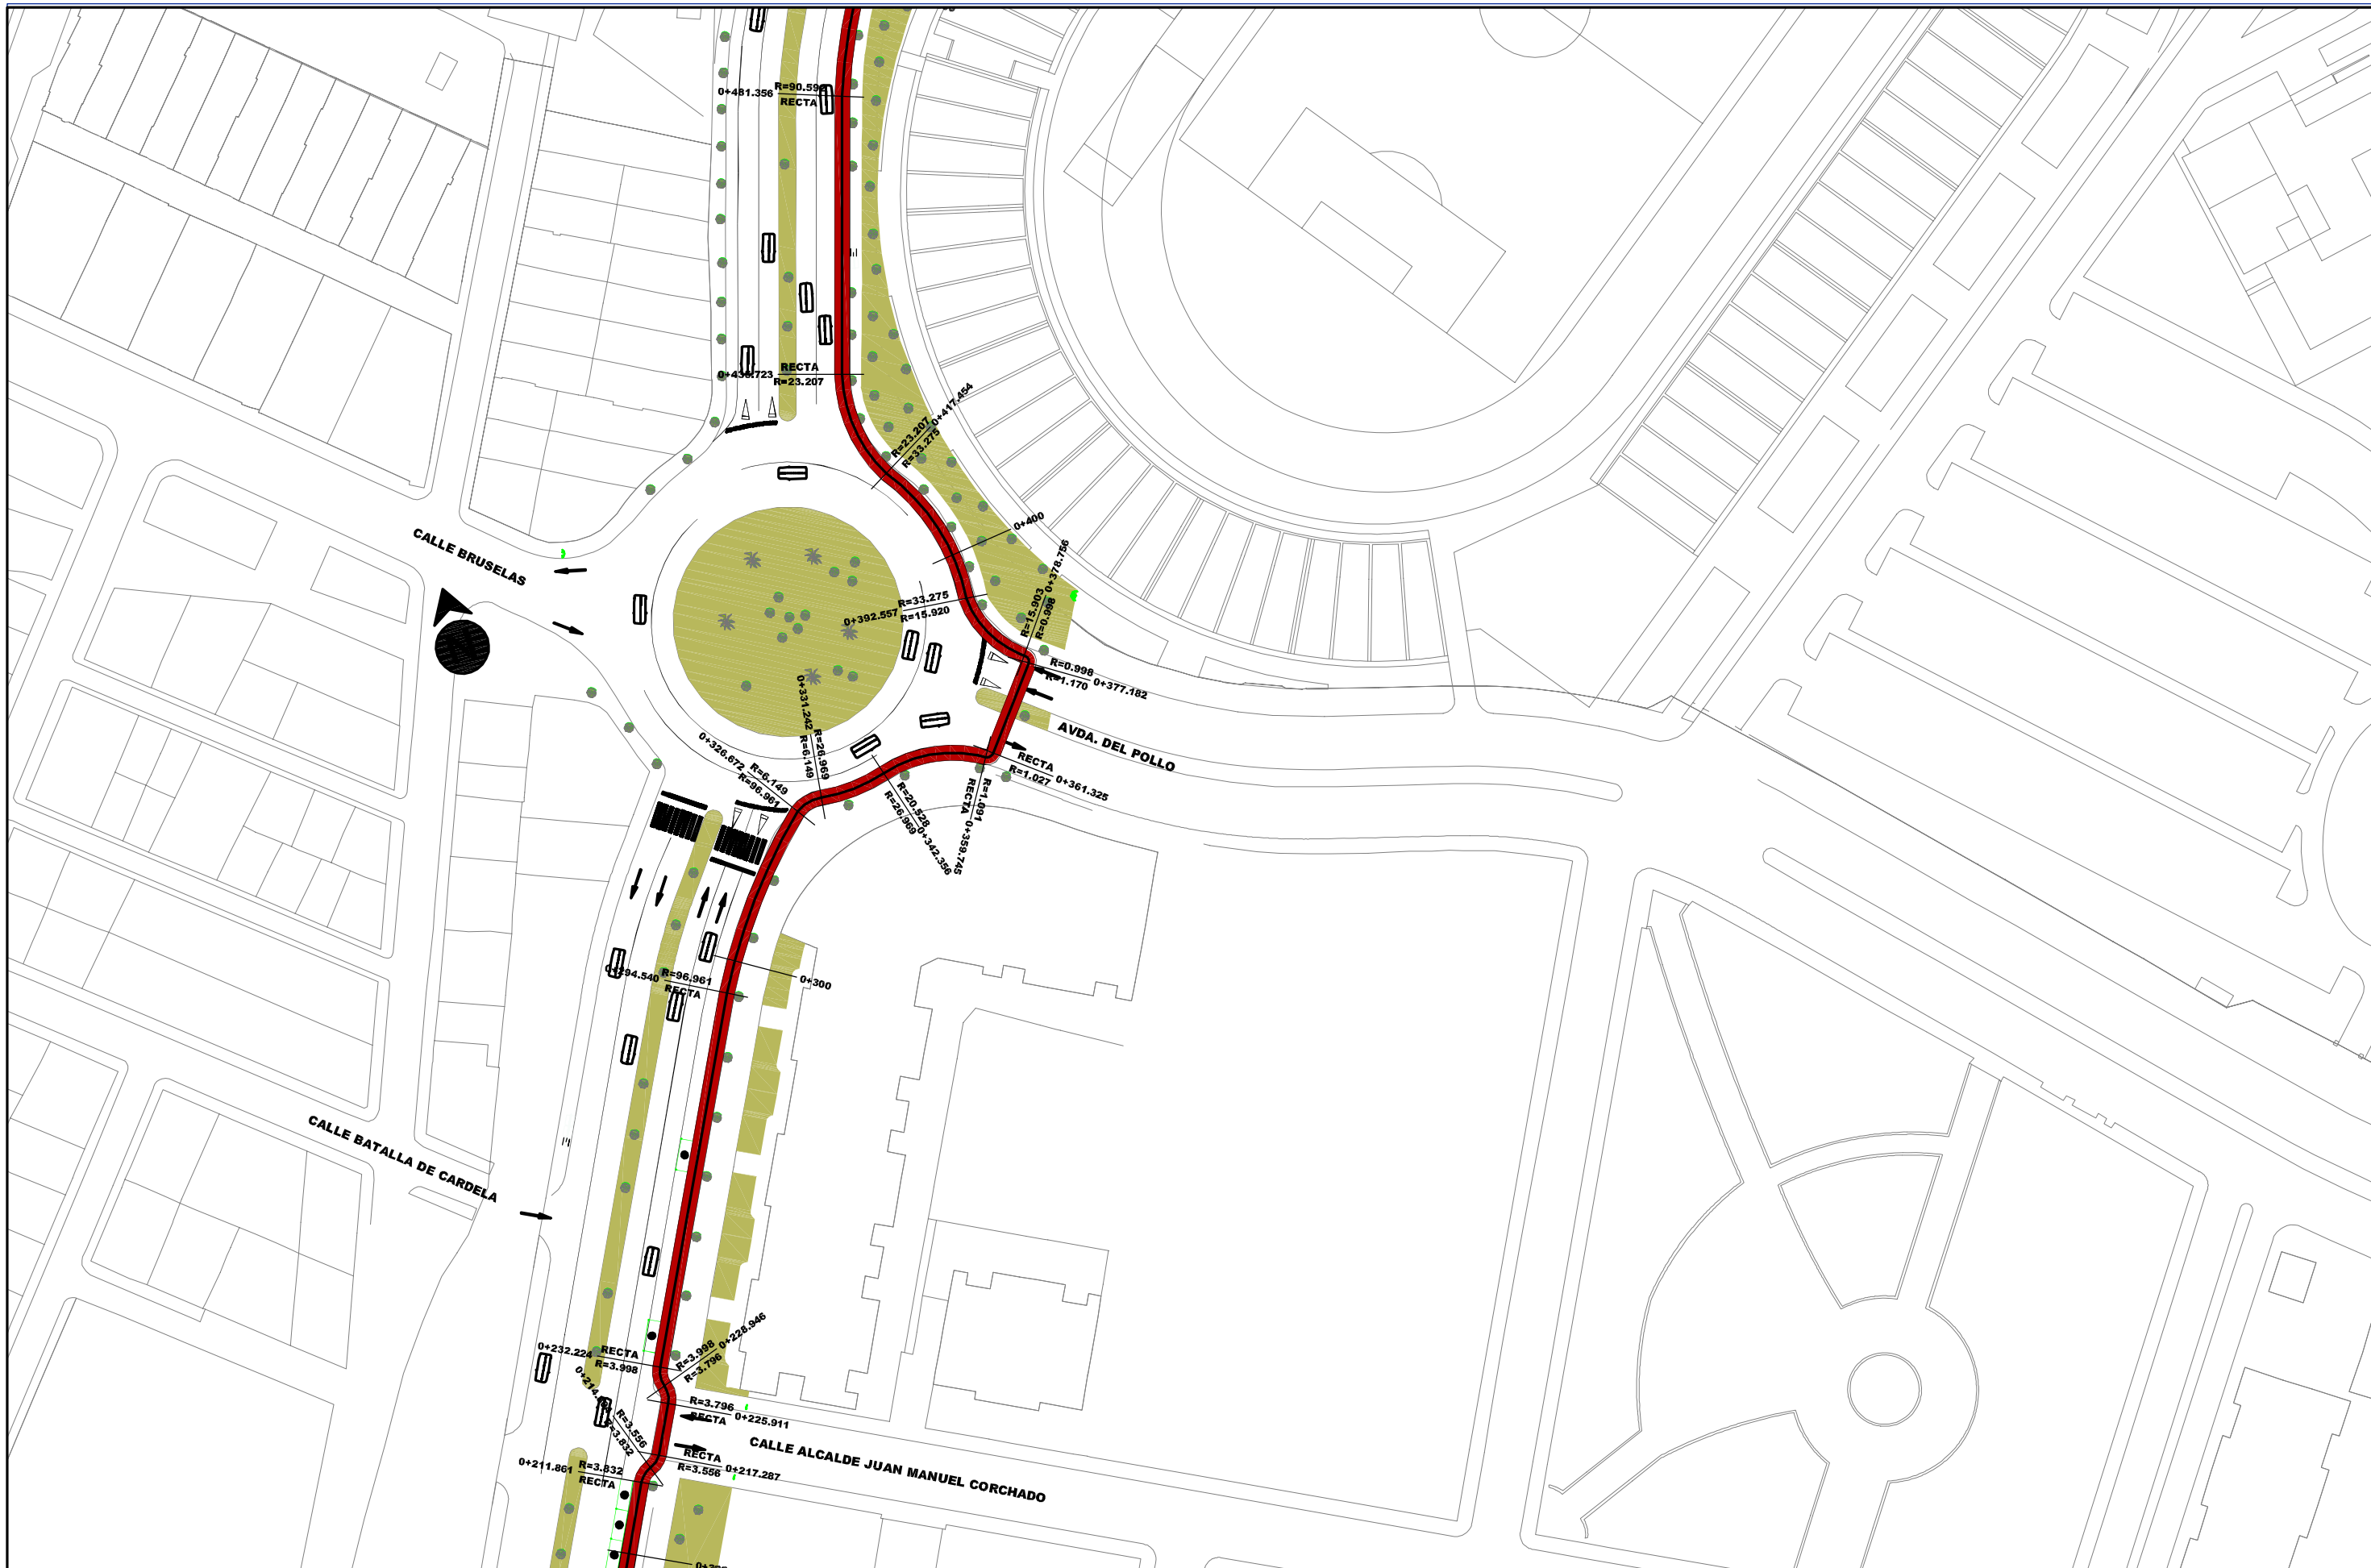 R=90.592
0+481.356
RECTA
RECTA
R=23.207
R=23.207
0+417.454
R=33.275
0+400
CALLE BRUSELAS
R=33.275
0+392.557
R=15.920
R=15.903
0+378.756
R=0.998
R=0.998
R=1.170
0+377.182
AVDA. DEL POLLO
RECTA
R=1.027
0+361.325
R=1.091
RECTA
0+359.745
0+331.242
R=26.969
R=6.149
0+326.672
R=6.149
R=96.961
R=20.528
R=26.969
0+342.356
0+300
0+294.540
R=96.961
RECTA
CALLE BATALLA DE CARDELA
0+232.224
RECTA
R=3.998
R=3.998
0+228.946
R=3.796
R=3.796
RECTA
0+225.911
R=3.556
R=3.832
RECTA
R=3.556
0+217.287
0+211.861
R=3.832
RECTA
CALLE ALCALDE JUAN MANUEL CORCHADO